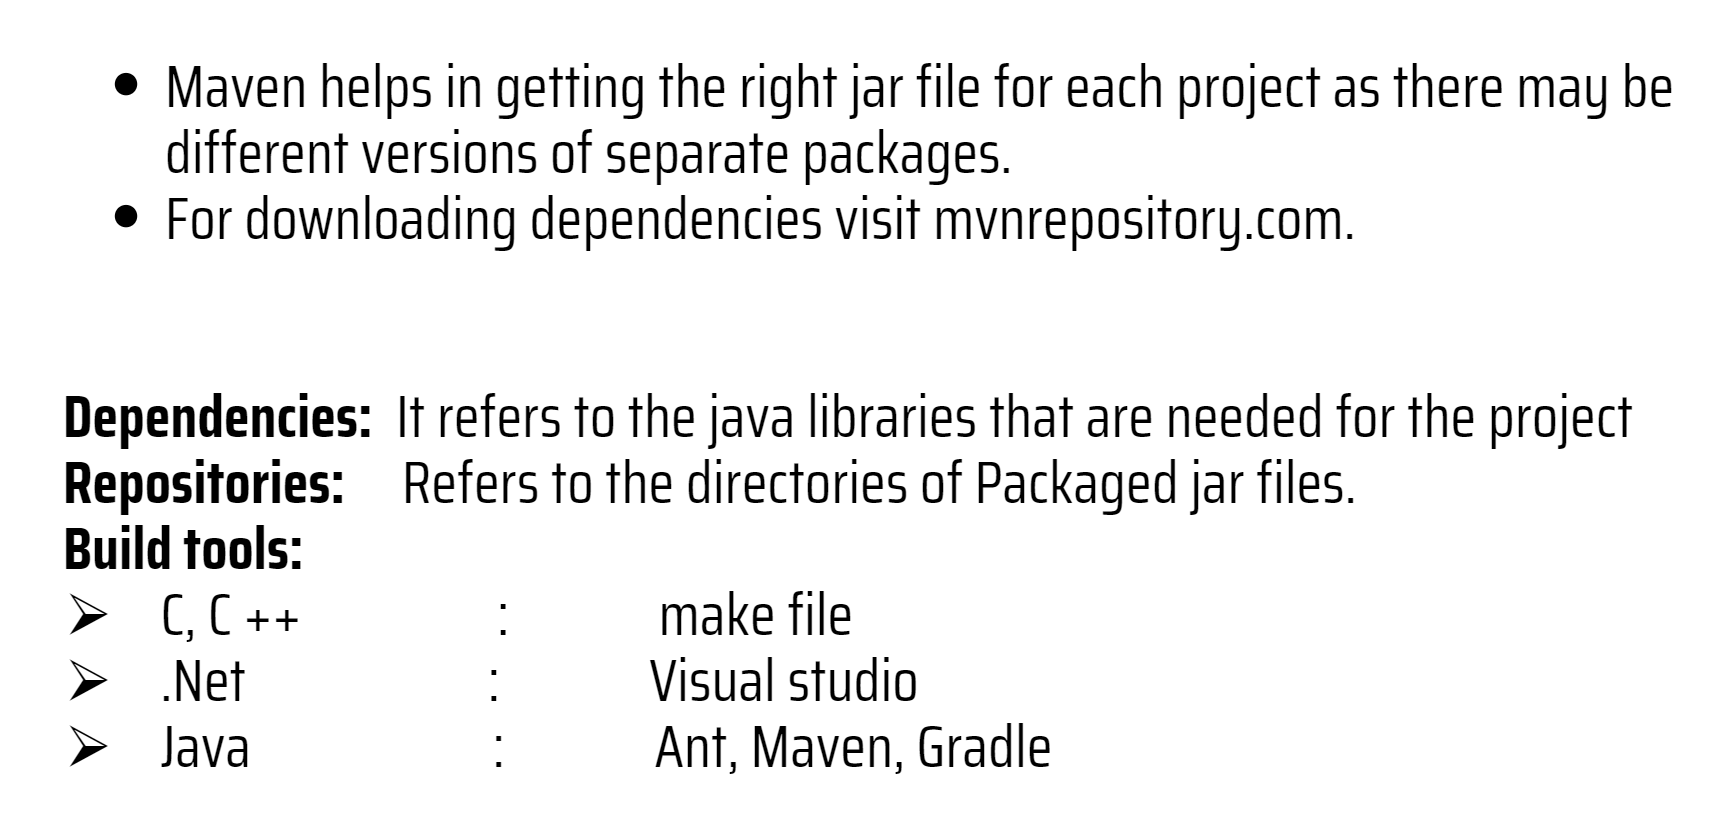 ● Maven helps in getting the right jar file for each project as there may be
different versions of separate packages.
● For downloading dependencies visit mvnrepository.com.
Dependencies: It refers to the java libraries that are needed for the project
Repositories: Refers to the directories of Packaged jar files.
Build tools:
➢ C, C ++ : make file
➢ .Net : Visual studio
➢ Java : Ant, Maven, Gradle